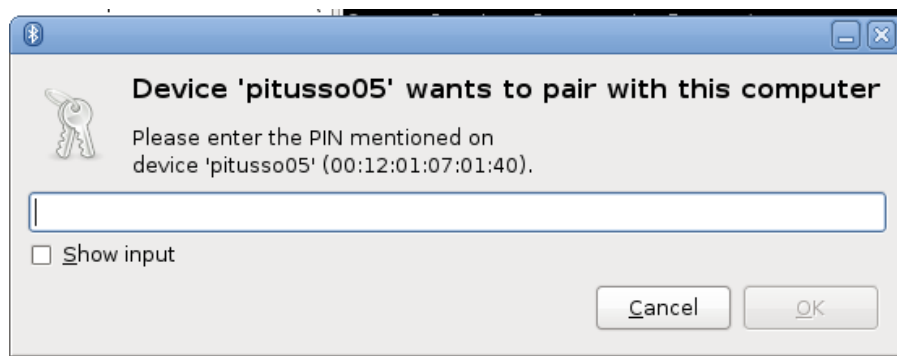 Device 'pitusso05' wants to pair with this computer
Please enter the PIN mentioned on
device 'pitusso05' (00:12:01:07:01:40).
Show input
Cancel
OK